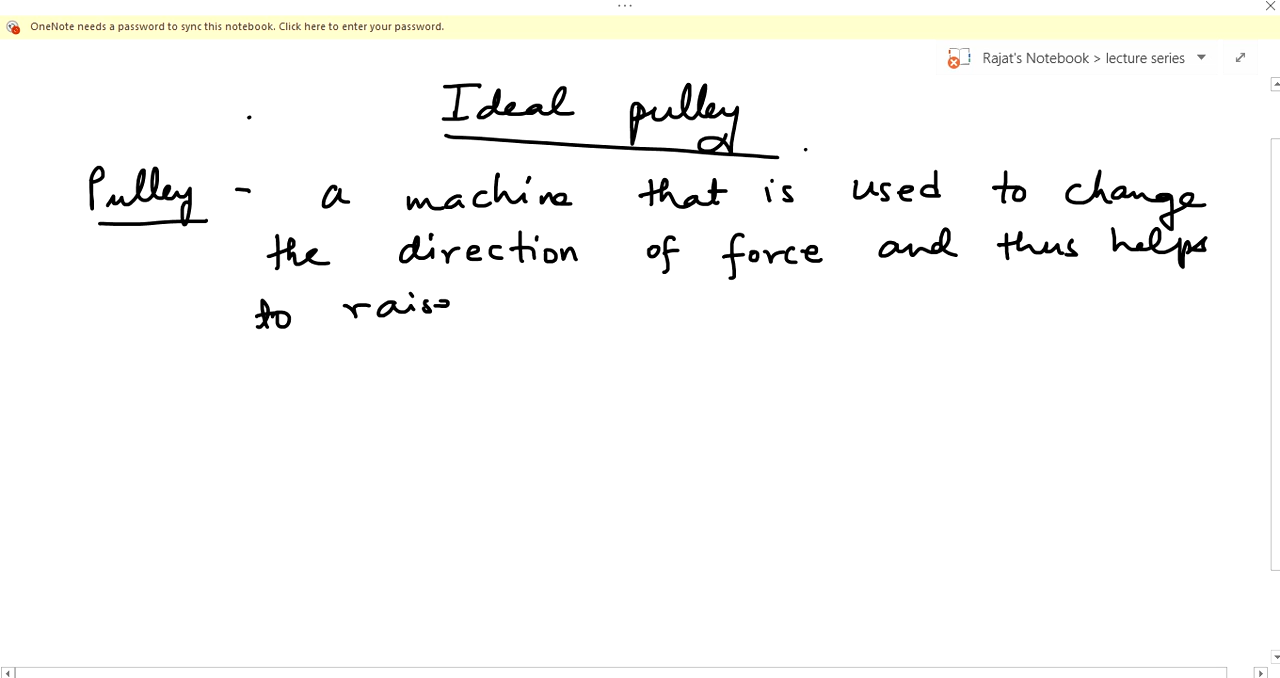 ...
OneNote needs a password to sync this notebook. Click here to enter your password.
Rajat's Notebook > lecture series
Ideal pulley
Pulley - a machine that is used to change
the direction of force and thus helps
to raise